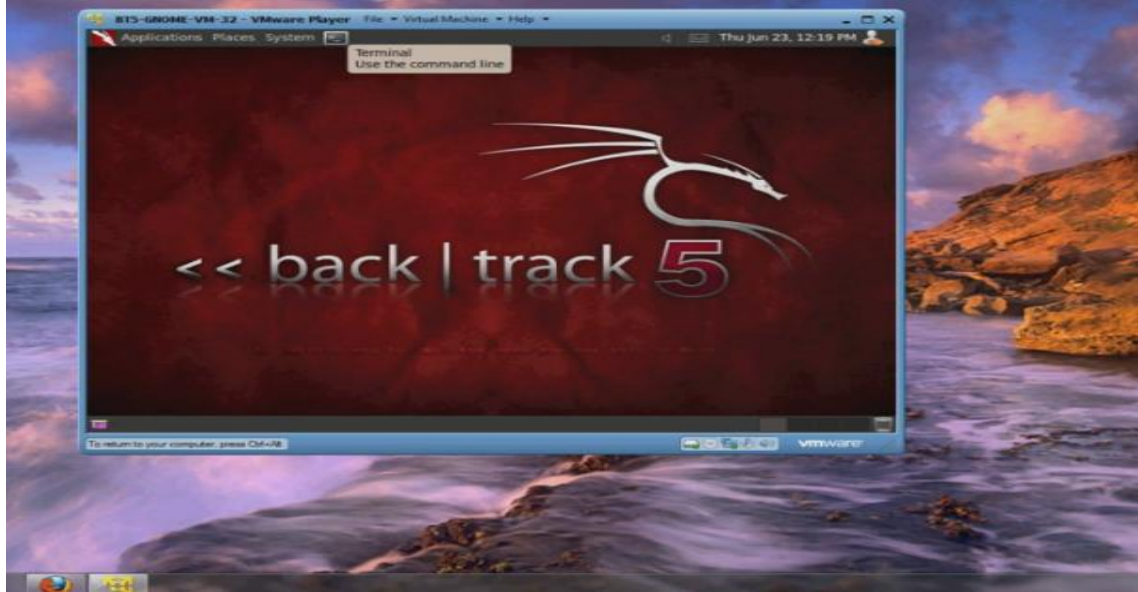 BT5-GNOME-VM-32 - VMware Player File Virtual Machine Help
Applications Places System Thu Jun 23, 12:19 PM
Terminal
Use the command line
<< back | track 5
To return to your computer, press Ctrl+Alt. vmware